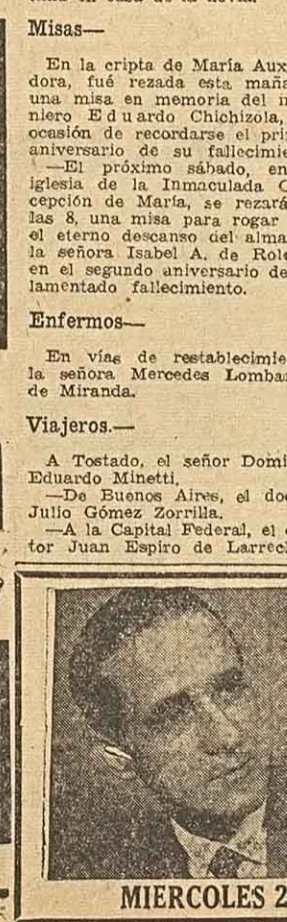 Misas—
En la cripta de María Aux
dora, fué rezada esta maña
una misa en memoria del i
niero Eduardo Chichizola,
ocasión de recordarse el pri
aniversario de su fallecimie
—El próximo sábado, en
iglesia de la Inmaculada C
cepción de María, se rezará
las 8, una misa para rogar
el eterno descanso del alma
la señora Isabel A. de Role
en el segundo aniversario de
lamentado fallecimiento.
Enfermos—
En vías de restablecimie
la señora Mercedes Lomba
de Miranda.
Viajeros.—
A Tostado, el señor Domi
Eduardo Minetti.
—De Buenos Aires, el do
Julio Gómez Zorrilla.
—A la Capital Federal, el
tor Juan Espiro de Larrec
MIERCOLES 2